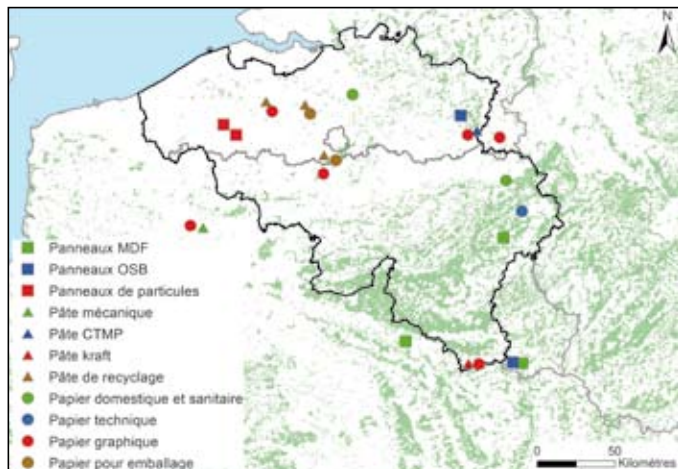 N
Panneaux MDF
Panneaux OSB
Panneaux de particules
Pâte mécanique
Pâte CTMP
Pâte kraft
Pâte de recyclage
Papier domestique et sanitaire
Papier technique
Papier graphique
Papier pour emballage
0 50
Kilomètres